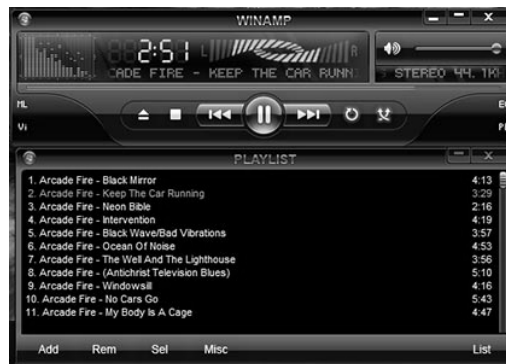 WINAMP
2:51
L R
CADE FIRE - KEEP THE CAR RUNN
STEREO 44.1KH
ML
Vi
PLAYLIST
1. Arcade Fire - Black Mirror 4:13
2. Arcade Fire - Keep The Car Running 3:29
3. Arcade Fire - Neon Bible 2:16
4. Arcade Fire - Intervention 4:19
5. Arcade Fire - Black Wave/Bad Vibrations 3:57
6. Arcade Fire - Ocean Of Noise 4:53
7. Arcade Fire - The Well And The Lighthouse 3:56
8. Arcade Fire - (Antichrist Television Blues) 5:10
9. Arcade Fire - Windowsill 4:16
10. Arcade Fire - No Cars Go 5:43
11. Arcade Fire - My Body Is A Cage 4:47
Add Rem Sel Misc List